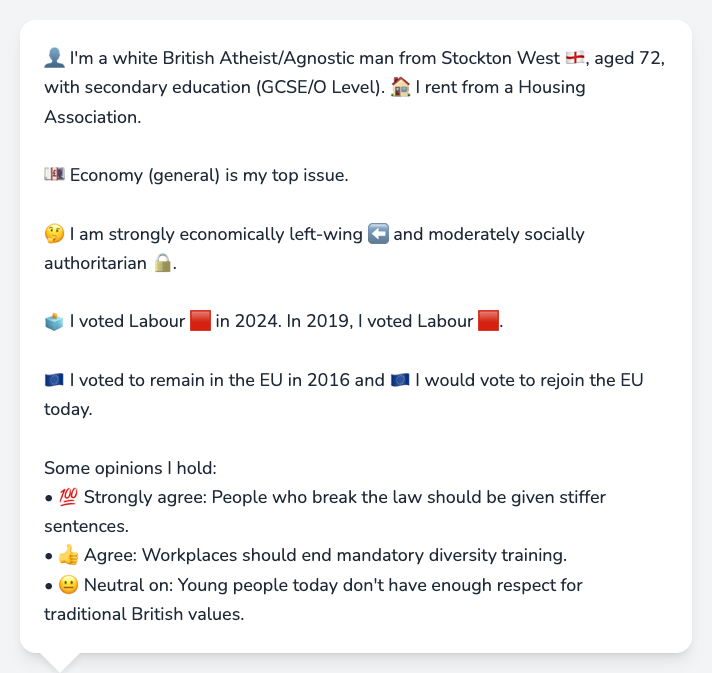 👤 I'm a white British Atheist/Agnostic man from Stockton West 🏴󠁧󠁢󠁥󠁮󠁧󠁿, aged 72,
with secondary education (GCSE/O Level). 🏠 I rent from a Housing
Association.
💷 Economy (general) is my top issue.
🤔 I am strongly economically left-wing ⬅️ and moderately socially
authoritarian 🔒.
🗳️ I voted Labour 🟥 in 2024. In 2019, I voted Labour 🟥.
🇪🇺 I voted to remain in the EU in 2016 and 🇪🇺 I would vote to rejoin the EU
today.
Some opinions I hold:
• 💯 Strongly agree: People who break the law should be given stiffer
sentences.
• 👍 Agree: Workplaces should end mandatory diversity training.
• 😐 Neutral on: Young people today don't have enough respect for
traditional British values.